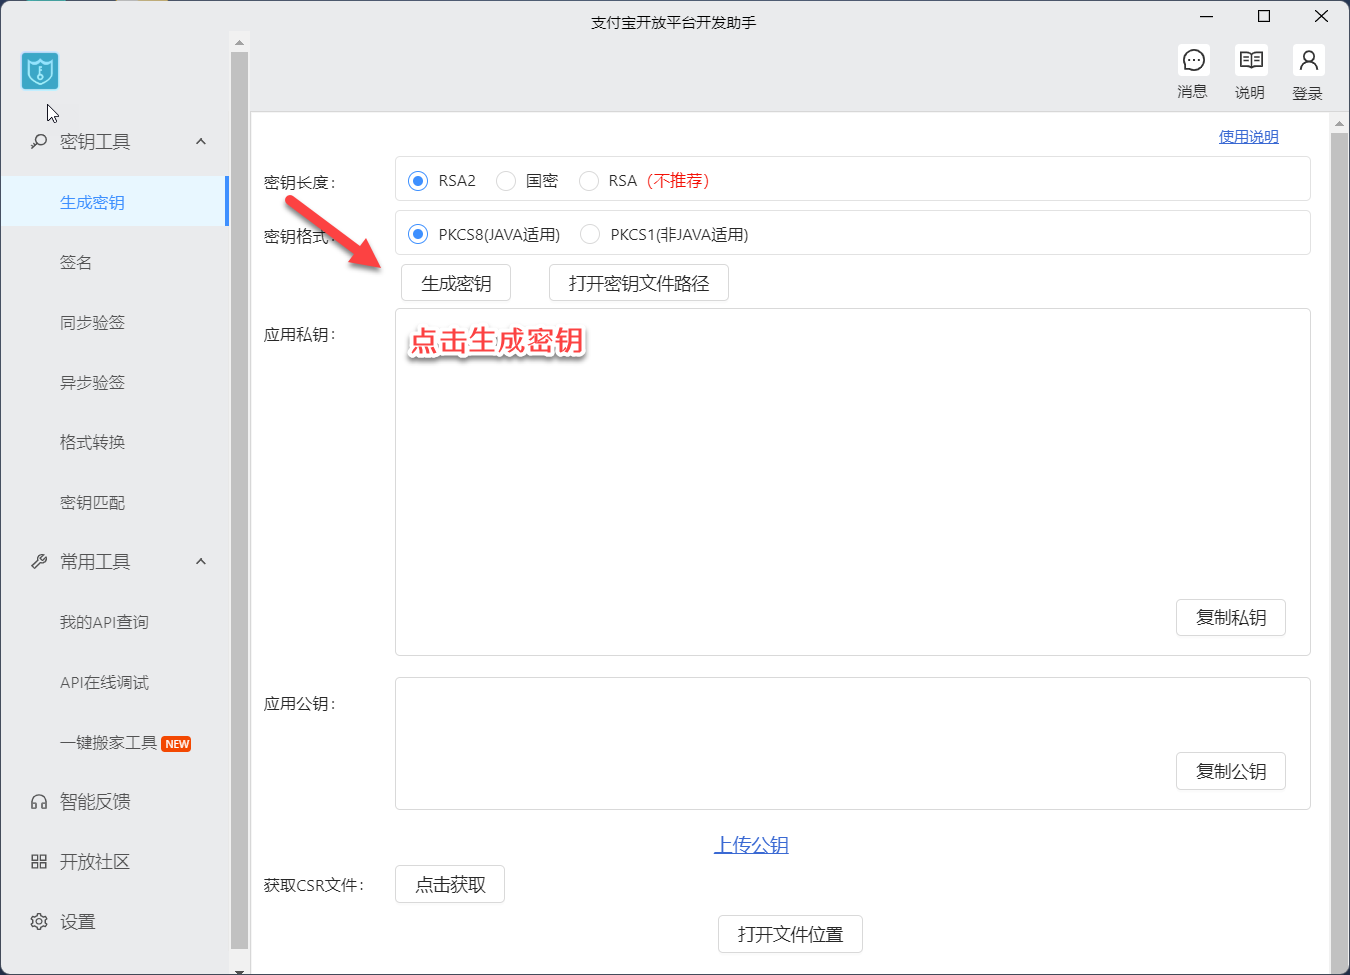 支付宝开放平台开发助手
消息
说明
登录
密钥工具
生成密钥
签名
同步验签
异步验签
格式转换
密钥匹配
常用工具
我的API查询
API在线调试
一键搬家工具 NEW
智能反馈
开放社区
设置
使用说明
密钥长度: RSA2 国密 RSA (不推荐)
密钥格式: PKCS8(JAVA适用) PKCS1(非JAVA适用)
生成密钥 打开密钥文件路径
应用私钥:
点击生成密钥
复制私钥
应用公钥:
复制公钥
上传公钥
获取CSR文件: 点击获取
打开文件位置